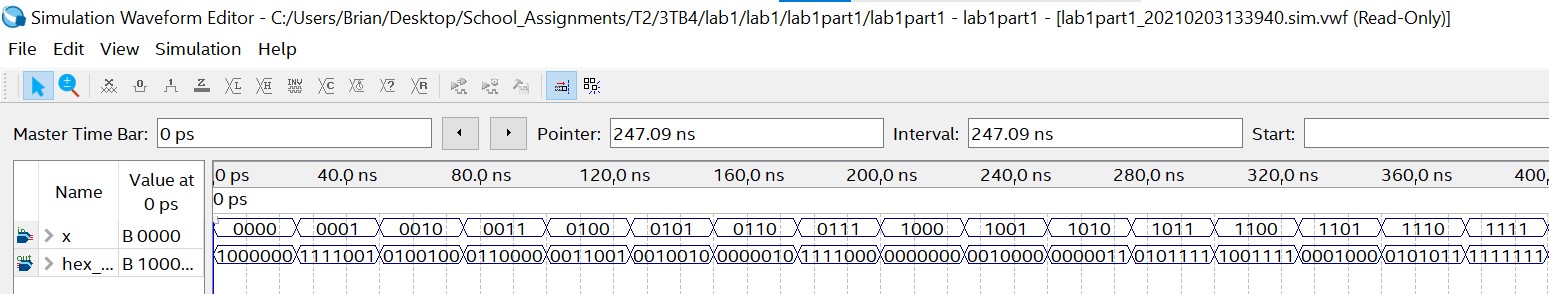 Simulation Waveform Editor - C:/Users/Brian/Desktop/School_Assignments/T2/3TB4/lab1/lab1/lab1part1/lab1part1 - lab1part1 - [lab1part1_20210203133940.sim.vwf (Read-Only)]
File Edit View Simulation Help
Master Time Bar: 0 ps Pointer: 247.09 ns Interval: 247.09 ns Start:
Name Value at 0 ps 0 ps 40.0 ns 80.0 ns 120.0 ns 160.0 ns 200.0 ns 240.0 ns 280.0 ns 320.0 ns 360.0 ns 400.
0 ps
x B 0000 0000 0001 0010 0011 0100 0101 0110 0111 1000 1001 1010 1011 1100 1101 1110 1111
hex_... B 1000... 1000000 1111001 0100100 0110000 0011001 0010010 0000010 1111000 0000000 0010000 0000011 0101111 1001111 0001000 0101011 1111111